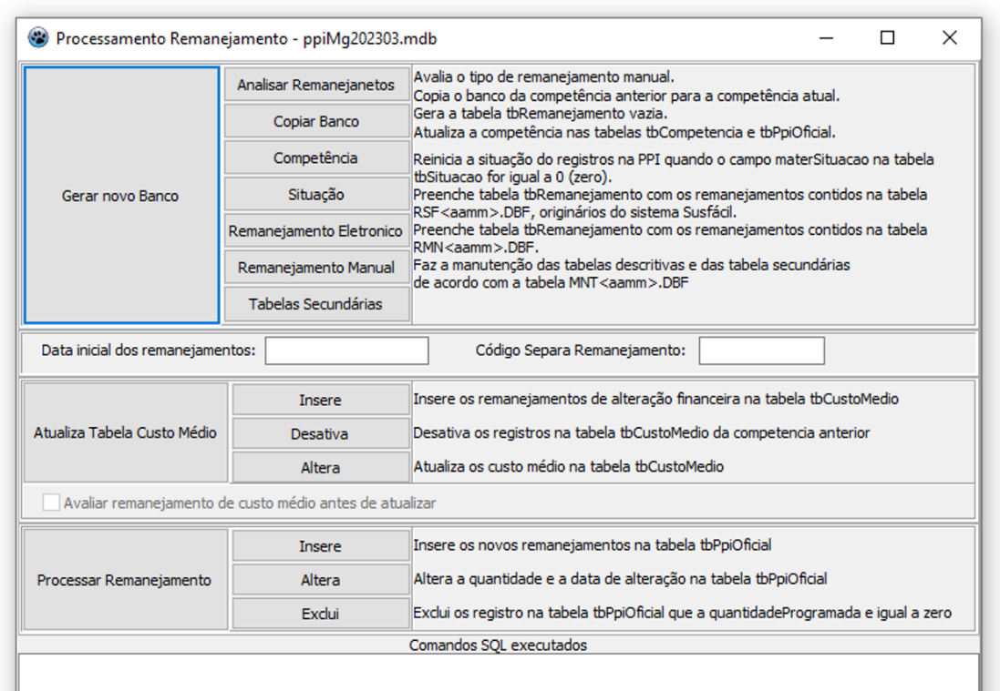 Processamento Remanejamento - ppiMg202303.mdb
Gerar novo Banco
Analisar Remanejanetos
Copiar Banco
Competência
Situação
Remanejamento Eletronico
Remanejamento Manual
Tabelas Secundárias
Avalia o tipo de remanejamento manual.
Copia o banco da competência anterior para a competência atual.
Gera a tabela tbRemanejamento vazia.
Atualiza a competência nas tabelas tbCompetencia e tbPpiOficial.
Reinicia a situação do registros na PPI quando o campo materSituacao na tabela
tbSituacao for igual a 0 (zero).
Preenche tabela tbRemanejamento com os remanejamentos contidos na tabela
RSF<aamm>.DBF, originários do sistema Susfácil.
Preenche tabela tbRemanejamento com os remanejamentos contidos na tabela
RMN<aamm>.DBF.
Faz a manutenção das tabelas descritivas e das tabela secundárias
de acordo com a tabela MNT<aamm>.DBF
Data inicial dos remanejamentos:
Código Separa Remanejamento:
Atualiza Tabela Custo Médio
Insere
Insere os remanejamentos de alteração financeira na tabela tbCustoMedio
Desativa
Desativa os registros na tabela tbCustoMedio da competencia anterior
Altera
Atualiza os custo médio na tabela tbCustoMedio
Avaliar remanejamento de custo médio antes de atualizar
Processar Remanejamento
Insere
Insere os novos remanejamentos na tabela tbPpiOficial
Altera
Altera a quantidade e a data de alteração na tabela tbPpiOficial
Exclui
Exclui os registro na tabela tbPpiOficial que a quantidadeProgramada e igual a zero
Comandos SQL executados